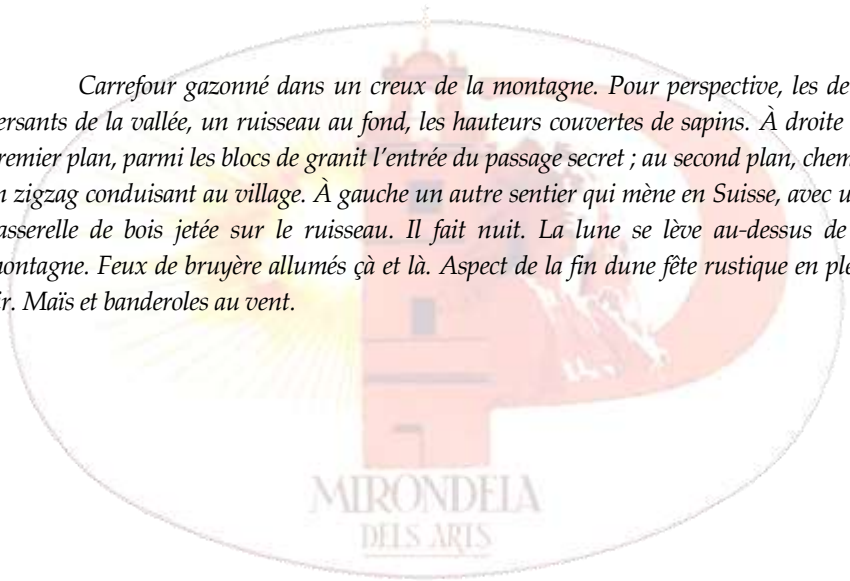 Carrefour gazonné dans un creux de la montagne. Pour perspective, les de
ersants de la vallée, un ruisseau au fond, les hauteurs couvertes de sapins. À droite
remier plan, parmi les blocs de granit l'entrée du passage secret ; au second plan, chem
n zigzag conduisant au village. À gauche un autre sentier qui mène en Suisse, avec u
asserelle de bois jetée sur le ruisseau. Il fait nuit. La lune se lève au-dessus de
ontagne. Feux de bruyère allumés çà et là. Aspect de la fin dune fête rustique en ple
ir. Maïs et banderoles au vent.
MIRONDELA
DELS ARTS